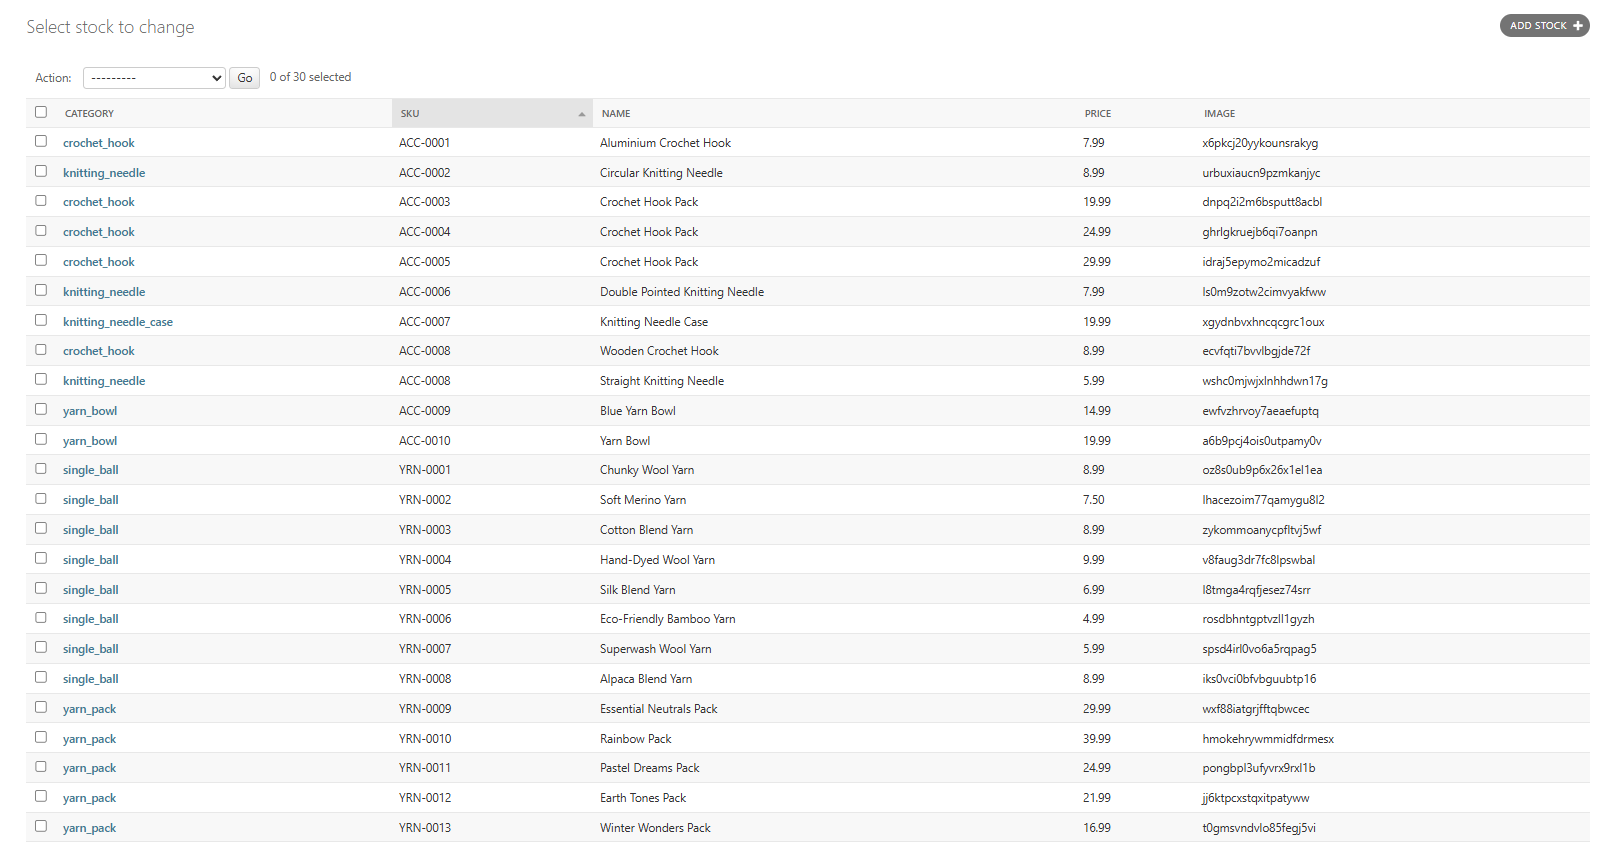 Select stock to change
ADD STOCK
Action: --------- Go 0 of 30 selected
CATEGORY SKU NAME PRICE IMAGE
crochet_hook ACC-0001 Aluminium Crochet Hook 7.99 x6pkcj20yykounsrakyg
knitting_needle ACC-0002 Circular Knitting Needle 8.99 urbuxiaucn9pzmkanjyc
crochet_hook ACC-0003 Crochet Hook Pack 19.99 dnpq2i2m6bsputt8acbl
crochet_hook ACC-0004 Crochet Hook Pack 24.99 ghrlgkruejb6qi7oanpn
crochet_hook ACC-0005 Crochet Hook Pack 29.99 idraj5epymo2micadzuf
knitting_needle ACC-0006 Double Pointed Knitting Needle 7.99 ls0m9zotw2cimvyakfww
knitting_needle_case ACC-0007 Knitting Needle Case 19.99 xgydnbvxhncqcgrc1oux
crochet_hook ACC-0008 Wooden Crochet Hook 8.99 ecvfqti7bvvlbgjde72f
knitting_needle ACC-0008 Straight Knitting Needle 5.99 wshc0mjwjxlnhhdwn17g
yarn_bowl ACC-0009 Blue Yarn Bowl 14.99 ewfvzhrvoy7aeaefuptq
yarn_bowl ACC-0010 Yarn Bowl 19.99 a6b9pcj4ois0utpamy0v
single_ball YRN-0001 Chunky Wool Yarn 8.99 oz8s0ub9p6x26x1el1ea
single_ball YRN-0002 Soft Merino Yarn 7.50 lhacezoim77qamygu8l2
single_ball YRN-0003 Cotton Blend Yarn 8.99 zykommoanycpfltvj5wf
single_ball YRN-0004 Hand-Dyed Wool Yarn 9.99 v8faug3dr7fc8lpswbal
single_ball YRN-0005 Silk Blend Yarn 6.99 l8tmga4rqfjesez74srr
single_ball YRN-0006 Eco-Friendly Bamboo Yarn 4.99 rosdbhntgptvzll1gyzh
single_ball YRN-0007 Superwash Wool Yarn 5.99 spsd4irl0vo6a5rqpag5
single_ball YRN-0008 Alpaca Blend Yarn 8.99 iks0vci0bfvbguubtp16
yarn_pack YRN-0009 Essential Neutrals Pack 29.99 wxf88iatgrjfftqbwcec
yarn_pack YRN-0010 Rainbow Pack 39.99 hmokehrywmmidfdrmesx
yarn_pack YRN-0011 Pastel Dreams Pack 24.99 pongbpl3ufyvrx9rxl1b
yarn_pack YRN-0012 Earth Tones Pack 21.99 jj6ktpcxstqxitpatyww
yarn_pack YRN-0013 Winter Wonders Pack 16.99 t0gmsvndvlo85fegj5vi